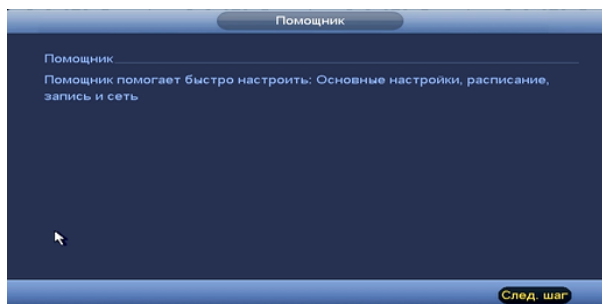 Помощник
Помощник
Помощник помогает быстро настроить: Основные настройки, расписание,
запись и сеть
След. шаг